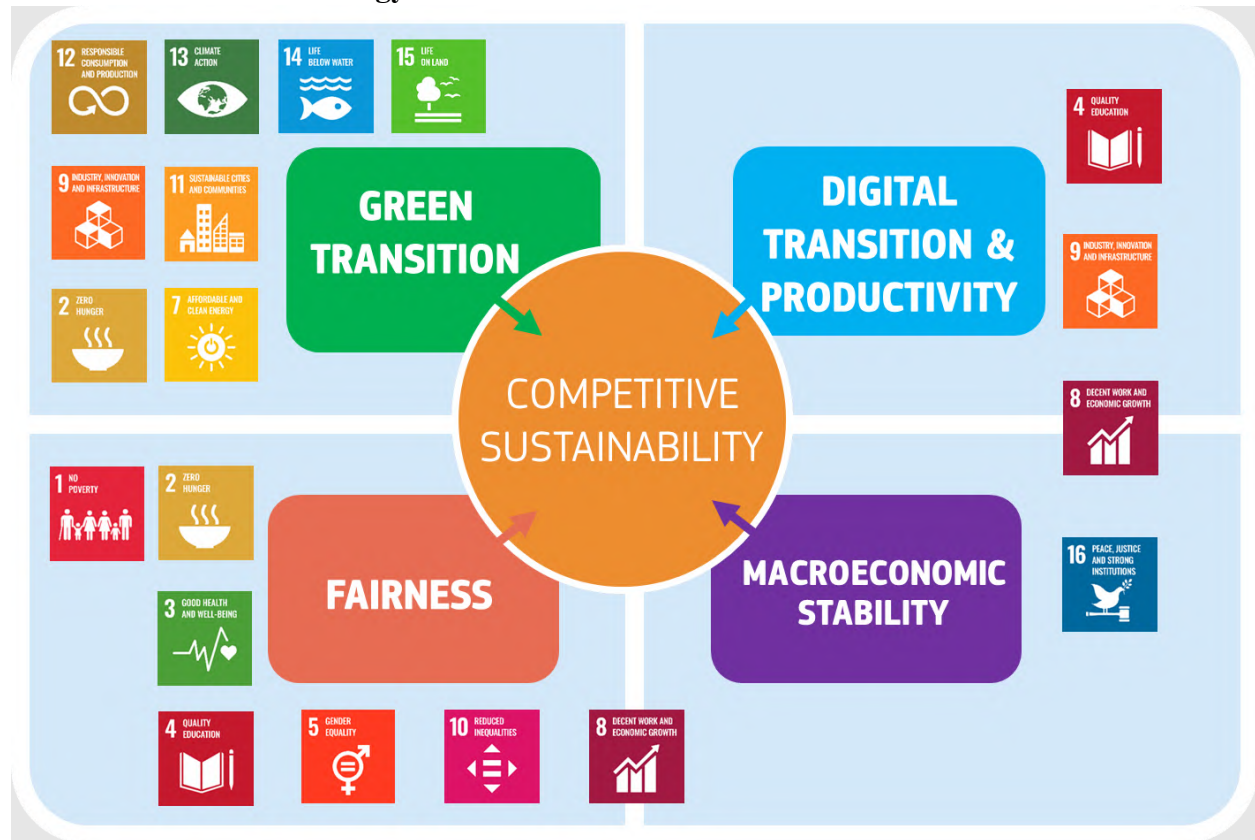 gy
12 RESPONSIBLE
CONSUMPTION
AND PRODUCTION
13 CLIMATE
ACTION
14 LIFE
BELOW WATER
15 LIFE
ON LAND
9 INDUSTRY, INNOVATION
AND INFRASTRUCTURE
11 SUSTAINABLE CITIES
AND COMMUNITIES
2 ZERO
HUNGER
7 AFFORDABLE AND
CLEAN ENERGY
GREEN
TRANSITION
DIGITAL
TRANSITION &
PRODUCTIVITY
4 QUALITY
EDUCATION
9 INDUSTRY, INNOVATION
AND INFRASTRUCTURE
8 DECENT WORK AND
ECONOMIC GROWTH
COMPETITIVE
SUSTAINABILITY
1 NO
POVERTY
2 ZERO
HUNGER
3 GOOD HEALTH
AND WELL-BEING
4 QUALITY
EDUCATION
5 GENDER
EQUALITY
10 REDUCED
INEQUALITIES
8 DECENT WORK AND
ECONOMIC GROWTH
FAIRNESS
MACROECONOMIC
STABILITY
16 PEACE, JUSTICE
AND STRONG
INSTITUTIONS